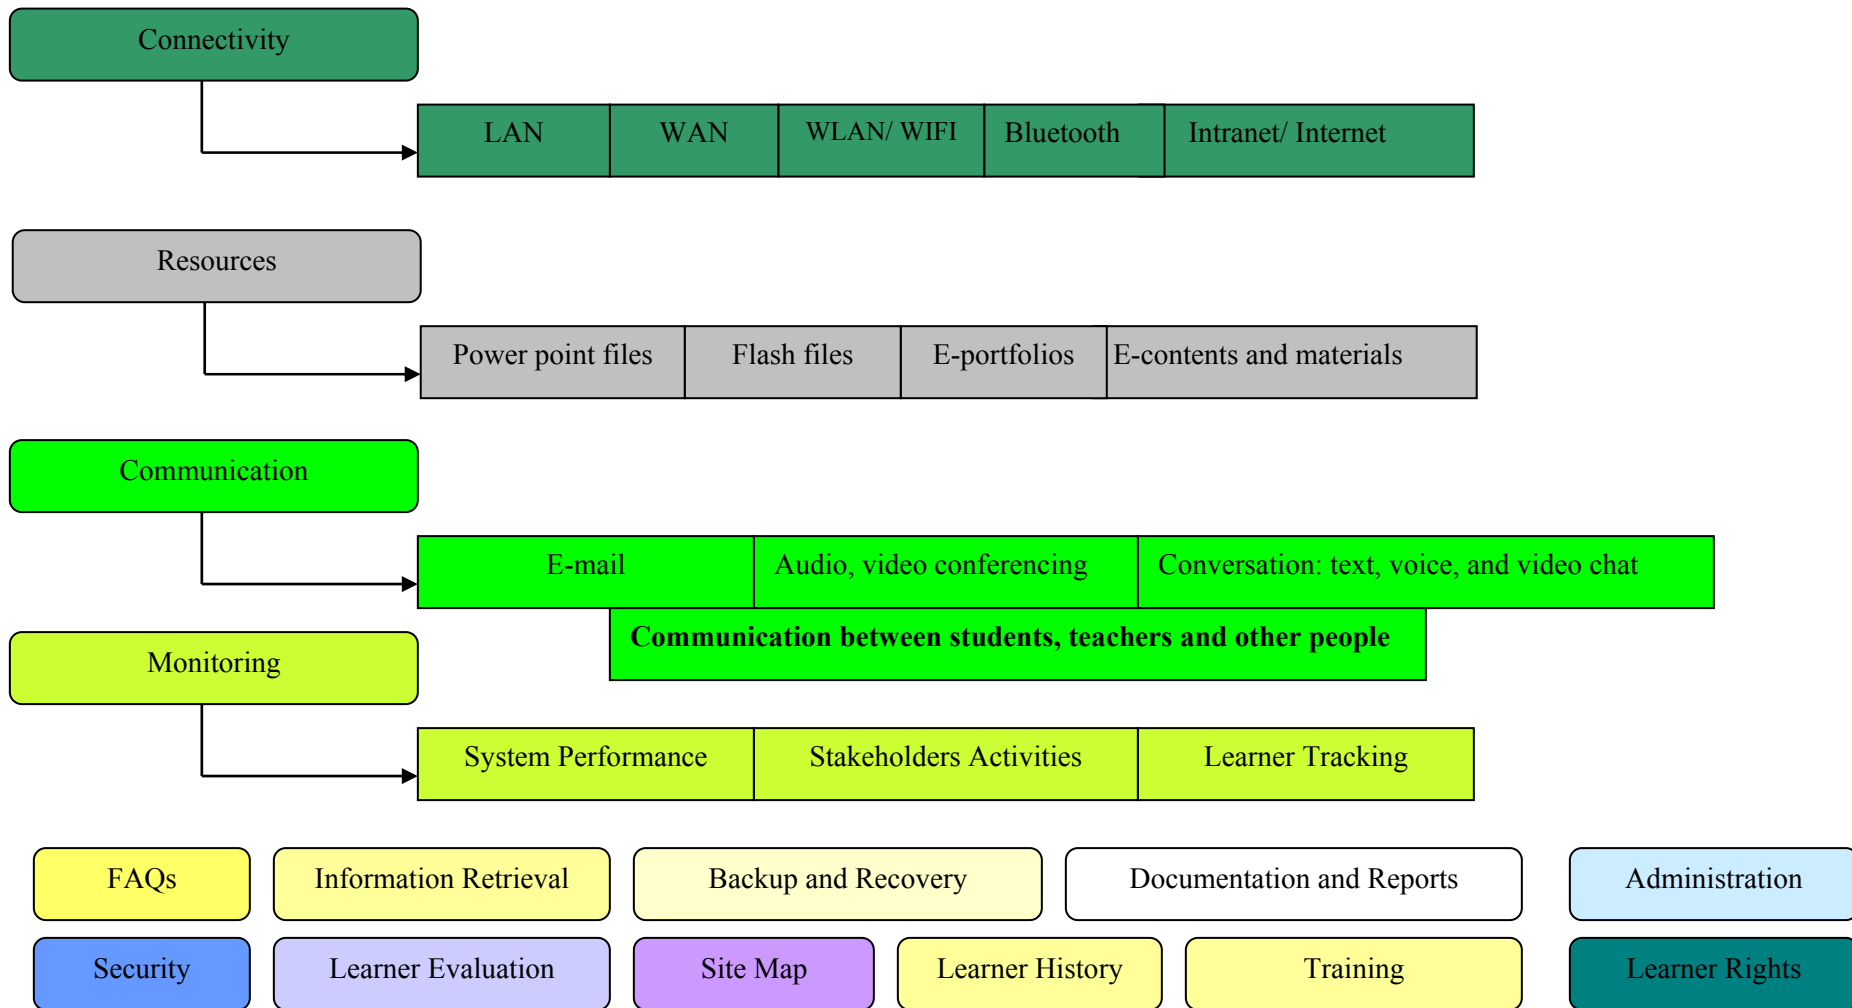 Connectivity
LAN WAN WLAN/ WIFI Bluetooth Intranet/ Internet
Resources
Power point files Flash files E-portfolios E-contents and materials
Communication
E-mail Audio, video conferencing Conversation: text, voice, and video chat
Communication between students, teachers and other people
Monitoring
System Performance Stakeholders Activities Learner Tracking
FAQs Information Retrieval Backup and Recovery Documentation and Reports Administration
Security Learner Evaluation Site Map Learner History Training Learner Rights